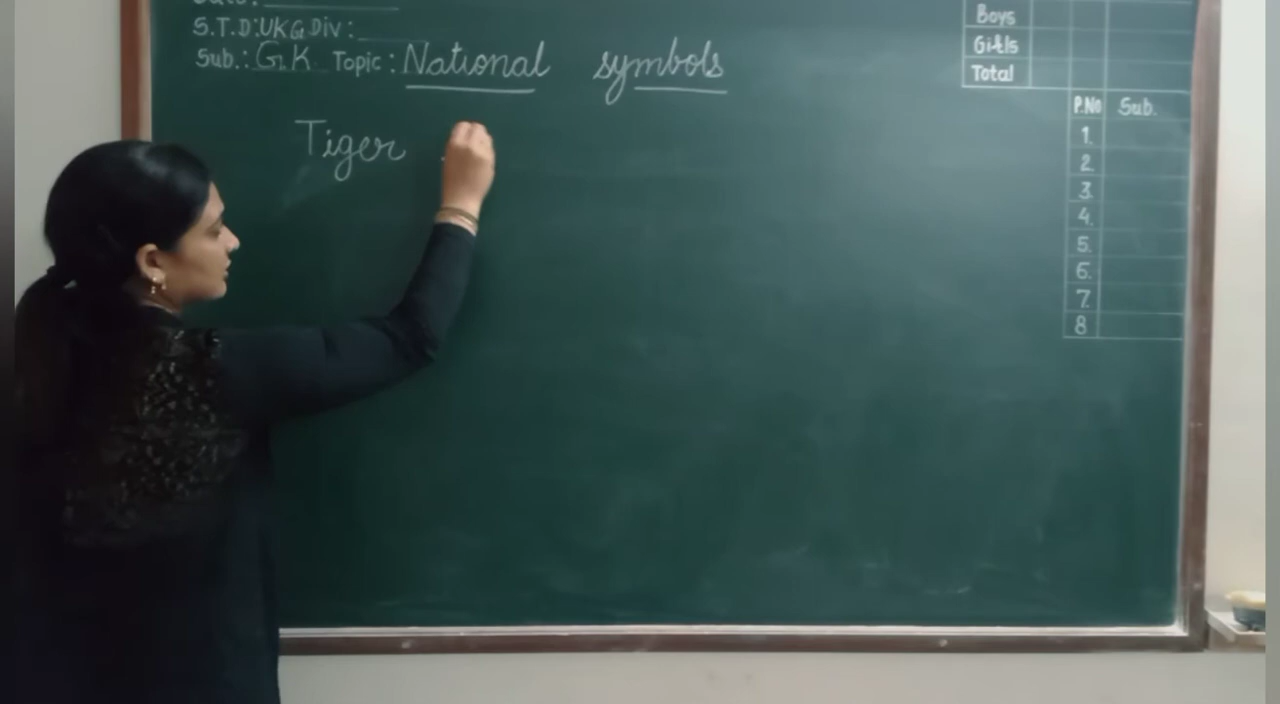 Date:
S.T.D:UKG Div:
Sub.: G.K. Topic: National symbols
Tiger
Boys
Girls
Total
P.No Sub.
1.
2.
3.
4.
5.
6.
7.
8